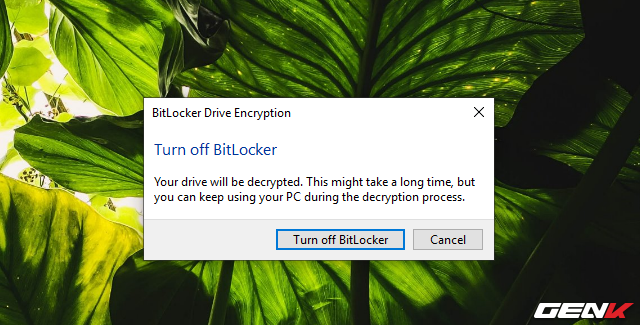 BitLocker Drive Encryption
Turn off BitLocker
Your drive will be decrypted. This might take a long time, but
you can keep using your PC during the decryption process.
Turn off BitLocker
Cancel
GENK